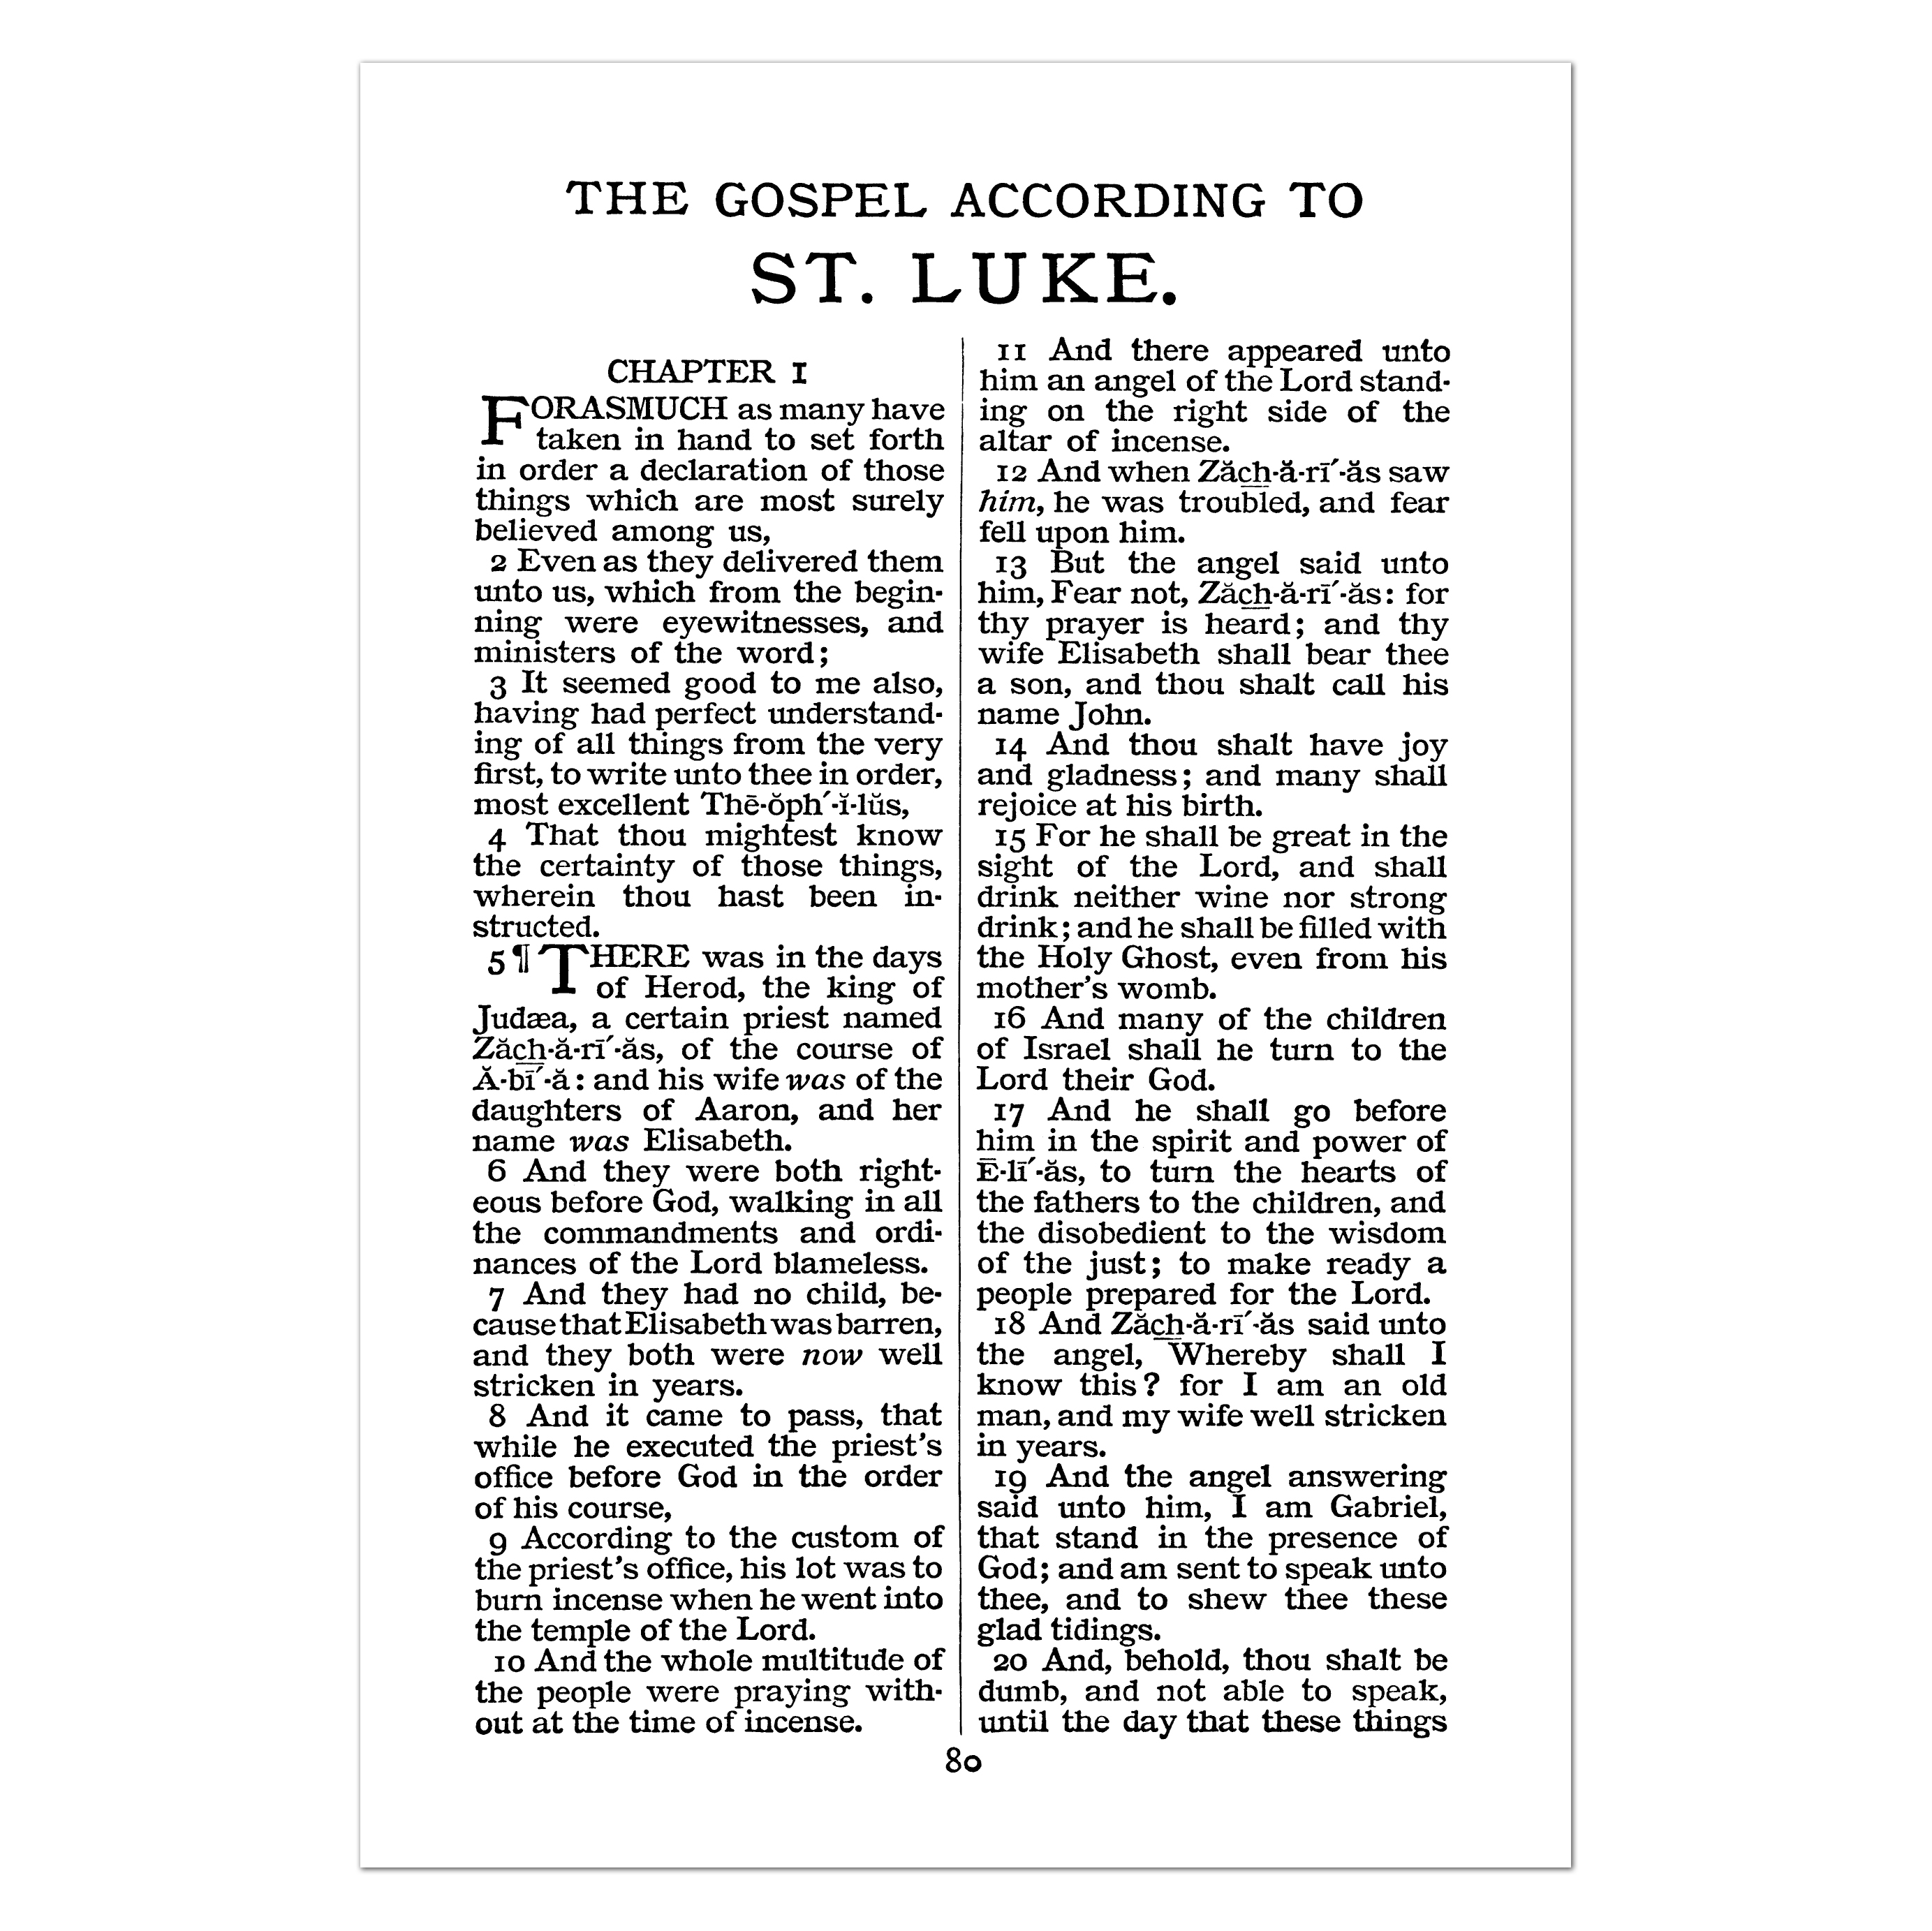 THE GOSPEL ACCORDING TO
ST. LUKE.
CHAPTER I
FORASMUCH as many have
taken in hand to set forth
in order a declaration of those
things which are most surely
believed among us,
2 Even as they delivered them
unto us, which from the begin-
ning were eyewitnesses, and
ministers of the word;
3 It seemed good to me also,
having had perfect understand-
ing of all things from the very
first, to write unto thee in order,
most excellent Thē-ŏph´-ĭ-lŭs,
4 That thou mightest know
the certainty of those things,
wherein thou hast been in-
structed.
5 ¶ THERE was in the days
of Herod, the king of
Judæa, a certain priest named
Zăc̱ẖ-ă-rī´-ăs, of the course of
Ă-bī´-ă: and his wife was of the
daughters of Aaron, and her
name was Elisabeth.
6 And they were both right-
eous before God, walking in all
the commandments and ordi-
nances of the Lord blameless.
7 And they had no child, be-
cause that Elisabeth was barren,
and they both were now well
stricken in years.
8 And it came to pass, that
while he executed the priest's
office before God in the order
of his course,
9 According to the custom of
the priest's office, his lot was to
burn incense when he went into
the temple of the Lord.
10 And the whole multitude of
the people were praying with-
out at the time of incense.
11 And there appeared unto
him an angel of the Lord stand-
ing on the right side of the
altar of incense.
12 And when Zăc̱ẖ-ă-rī´-ăs saw
him, he was troubled, and fear
fell upon him.
13 But the angel said unto
him, Fear not, Zăc̱ẖ-ă-rī´-ăs: for
thy prayer is heard; and thy
wife Elisabeth shall bear thee
a son, and thou shalt call his
name John.
14 And thou shalt have joy
and gladness; and many shall
rejoice at his birth.
15 For he shall be great in the
sight of the Lord, and shall
drink neither wine nor strong
drink; and he shall be filled with
the Holy Ghost, even from his
mother's womb.
16 And many of the children
of Israel shall he turn to the
Lord their God.
17 And he shall go before
him in the spirit and power of
Ē-lī´-ăs, to turn the hearts of
the fathers to the children, and
the disobedient to the wisdom
of the just; to make ready a
people prepared for the Lord.
18 And Zăc̱ẖ-ă-rī´-ăs said unto
the angel, Whereby shall I
know this? for I am an old
man, and my wife well stricken
in years.
19 And the angel answering
said unto him, I am Gabriel,
that stand in the presence of
God; and am sent to speak unto
thee, and to shew thee these
glad tidings.
20 And, behold, thou shalt be
dumb, and not able to speak,
until the day that these things
80